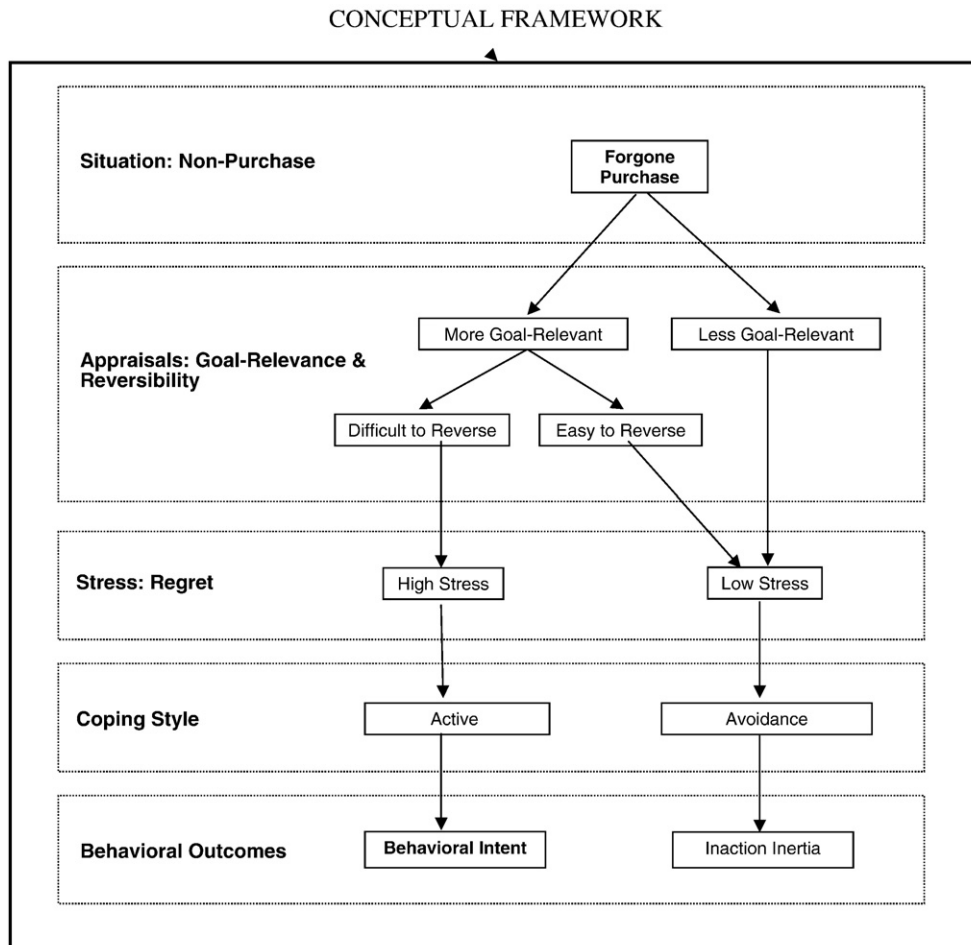 CONCEPTUAL FRAMEWORK
Situation: Non-Purchase
Forgone
Purchase
More Goal-Relevant
Less Goal-Relevant
Appraisals: Goal-Relevance &
Reversibility
Difficult to Reverse
Easy to Reverse
Stress: Regret
High Stress
Low Stress
Coping Style
Active
Avoidance
Behavioral Outcomes
Behavioral Intent
Inaction Inertia